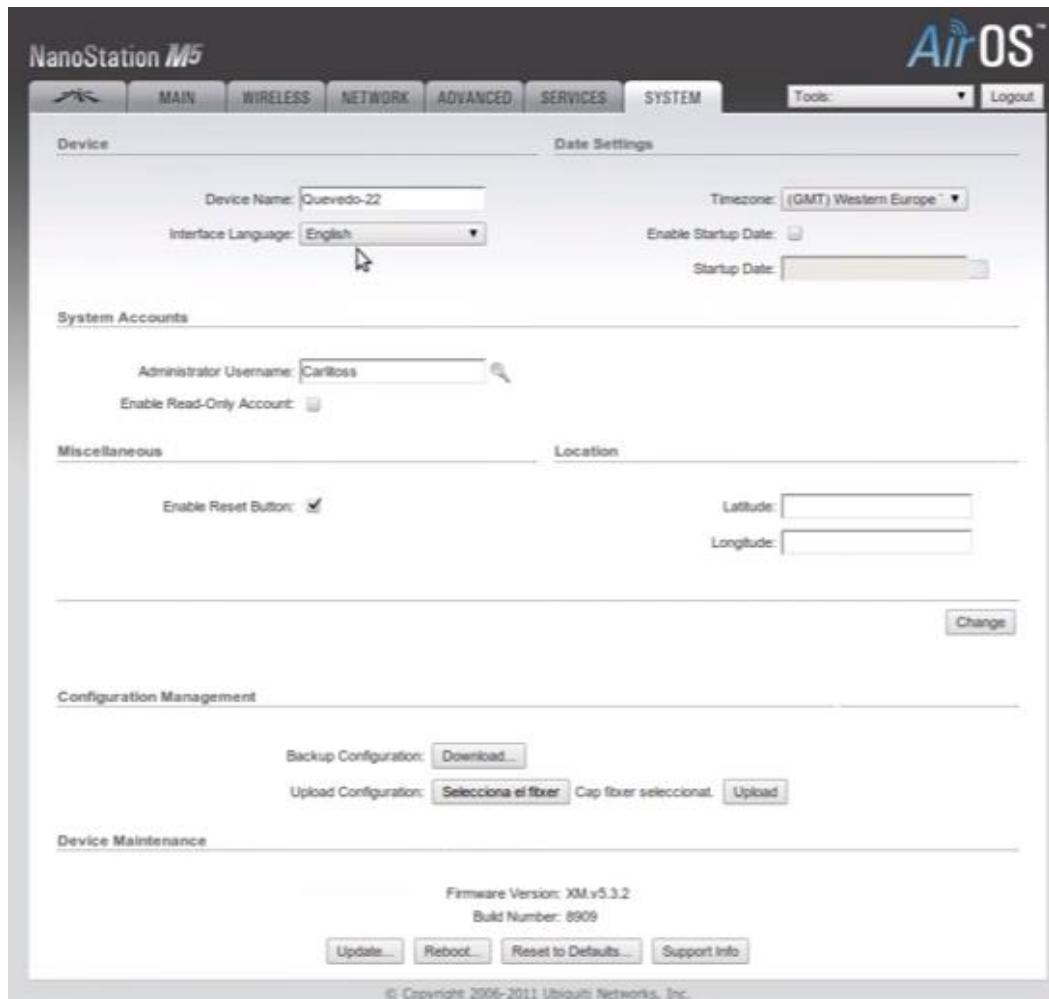 NanoStation M5
AirOS™
MAIN WIRELESS NETWORK ADVANCED SERVICES SYSTEM Tools: Logout
Device
Date Settings
Device Name: Quevedo-22
Timezone: (GMT) Western Europe T
Interface Language: English
Enable Startup Date:
Startup Date:
System Accounts
Administrator Username: Carlitoss
Enable Read-Only Account:
Miscellaneous
Location
Enable Reset Button:
Latitude:
Longitude:
Change
Configuration Management
Backup Configuration: Download...
Upload Configuration: Selecciona el fitxer Cap fitxer seleccionat. Upload
Device Maintenance
Firmware Version: XM.v5.3.2
Build Number: 8909
Update... Reboot... Reset to Defaults... Support Info
© Copyright 2006-2011 Ubiquiti Networks, Inc.